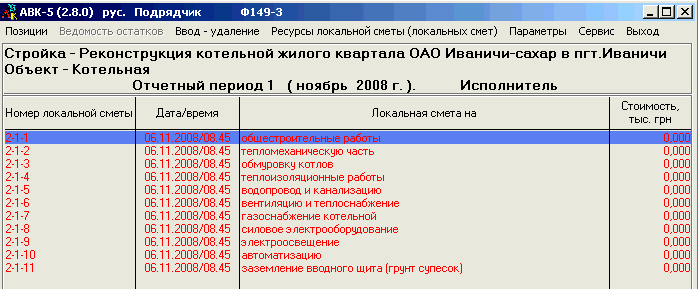 АВК-5 (2.8.0) рус. Подрядчик Ф149-3
Позиции Ведомость остатков Ввод - удаление Ресурсы локальной сметы (локальных смет) Параметры Сервис Выход
Стройка - Реконструкция котельной жилого квартала ОАО Иваничи-сахар в пгт.Иваничи
Объект - Котельная
Отчетный период 1 ( ноябрь 2008 г. ). Исполнитель
Номер локальной сметы Дата/время Локальная смета на Стоимость, тыс. грн
2-1-1 06.11.2008/08.45 общестроительные работы 0,000
2-1-2 06.11.2008/08.45 тепломеханическую часть 0,000
2-1-3 06.11.2008/08.45 обмуровку котлов 0,000
2-1-4 06.11.2008/08.45 теплоизоляционные работы 0,000
2-1-5 06.11.2008/08.45 водопровод и канализацию 0,000
2-1-6 06.11.2008/08.45 вентиляцию и теплоснабжение 0,000
2-1-7 06.11.2008/08.45 газоснабжение котельной 0,000
2-1-8 06.11.2008/08.45 силовое электрооборудование 0,000
2-1-9 06.11.2008/08.45 электроосвещение 0,000
2-1-10 06.11.2008/08.45 автоматизацию 0,000
2-1-11 06.11.2008/08.45 заземление вводного щита (грунт супесок) 0,000